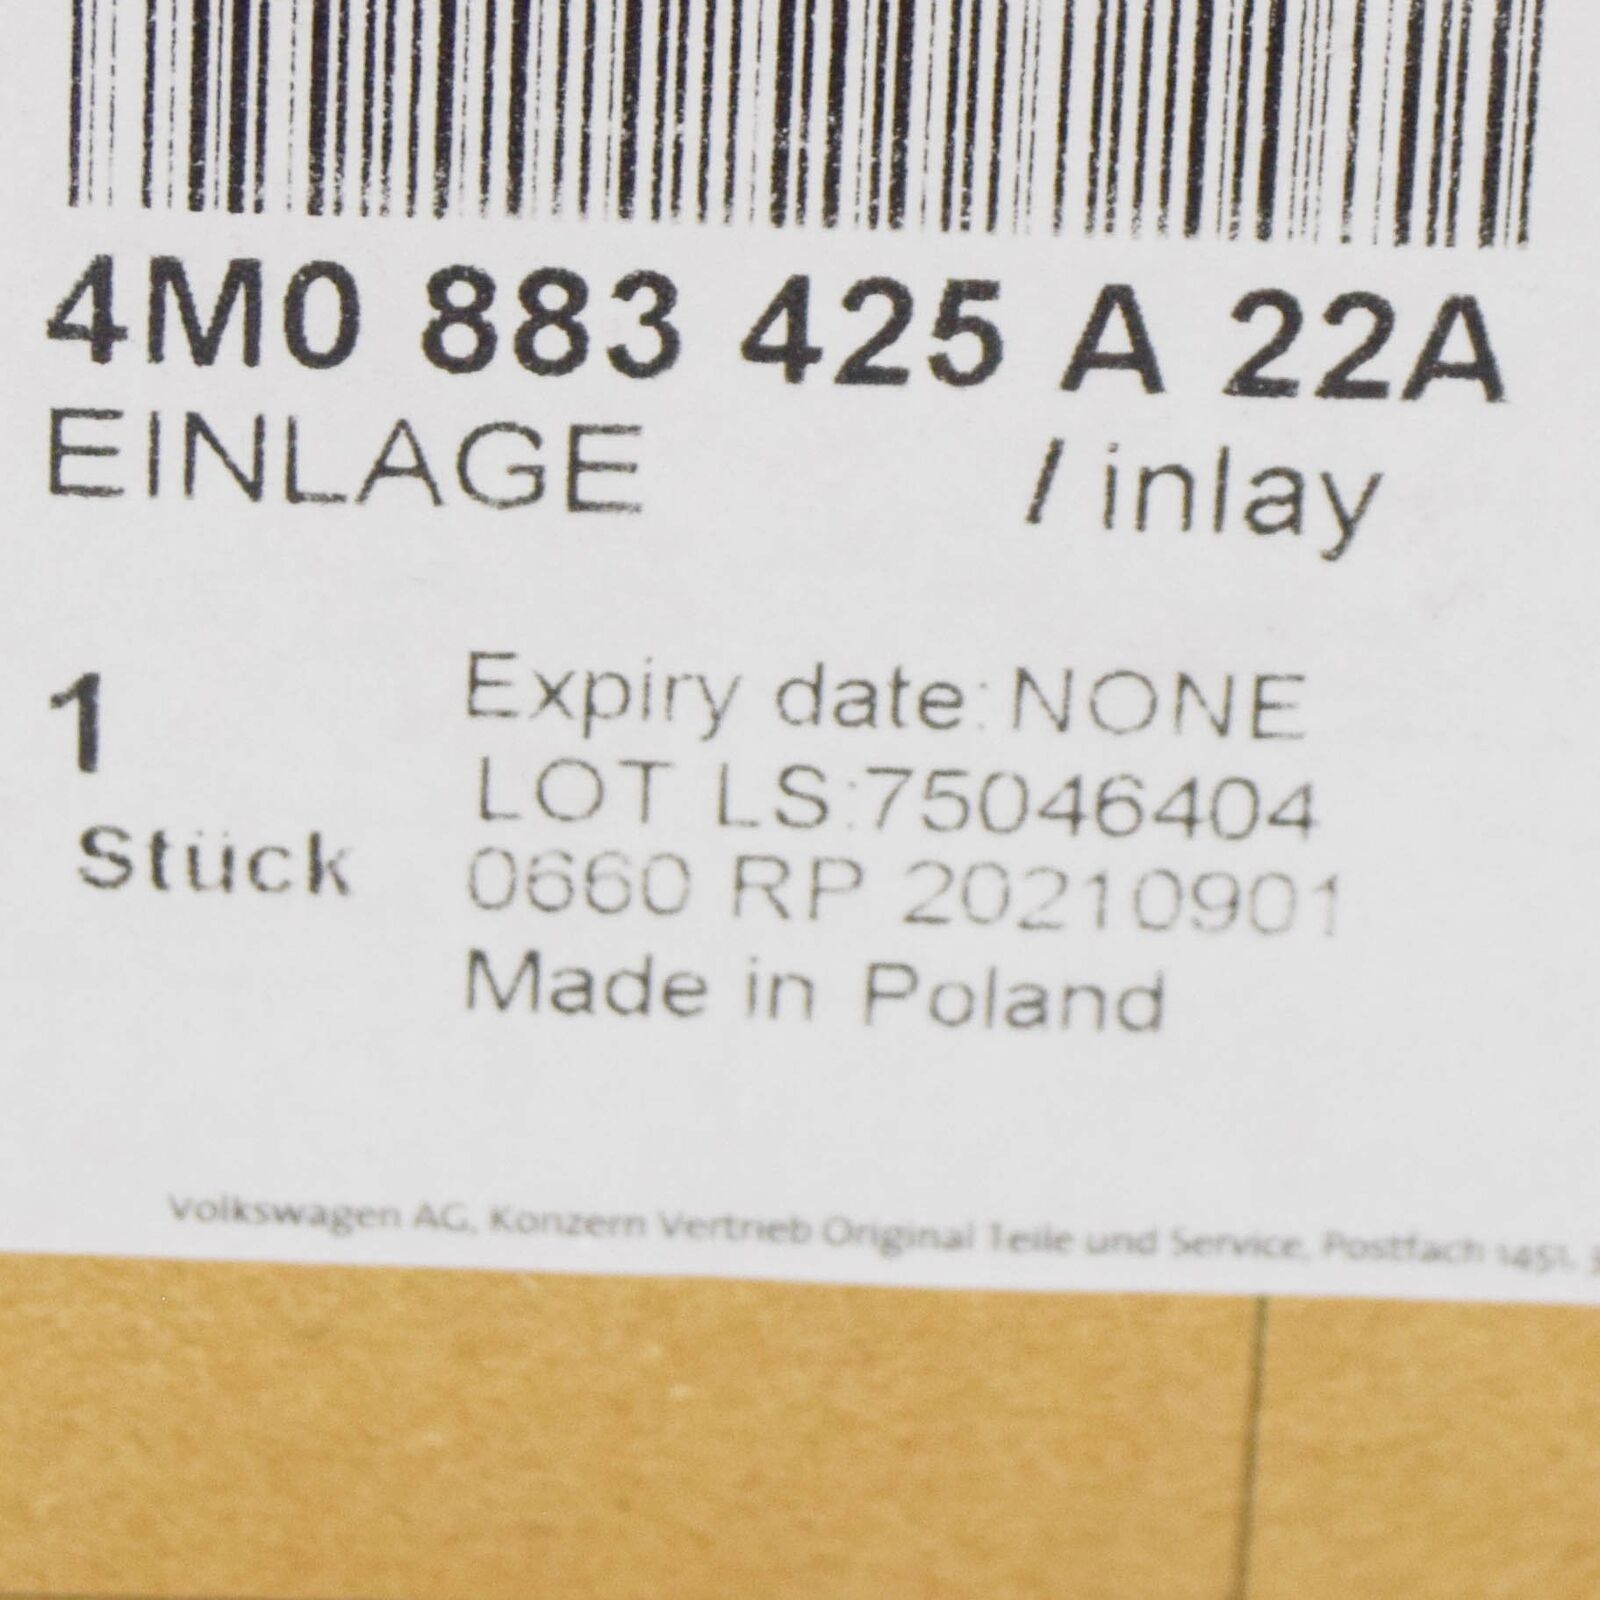 4M0 883 425 A 22A
EINLAGE / inlay
1
Stück
Expiry date:NONE
LOT LS:75046404
0660 RP 20210901
Made in Poland
Volkswagen AG, Konzern Vertrieb Original Teile und Service, Postfach 1451,